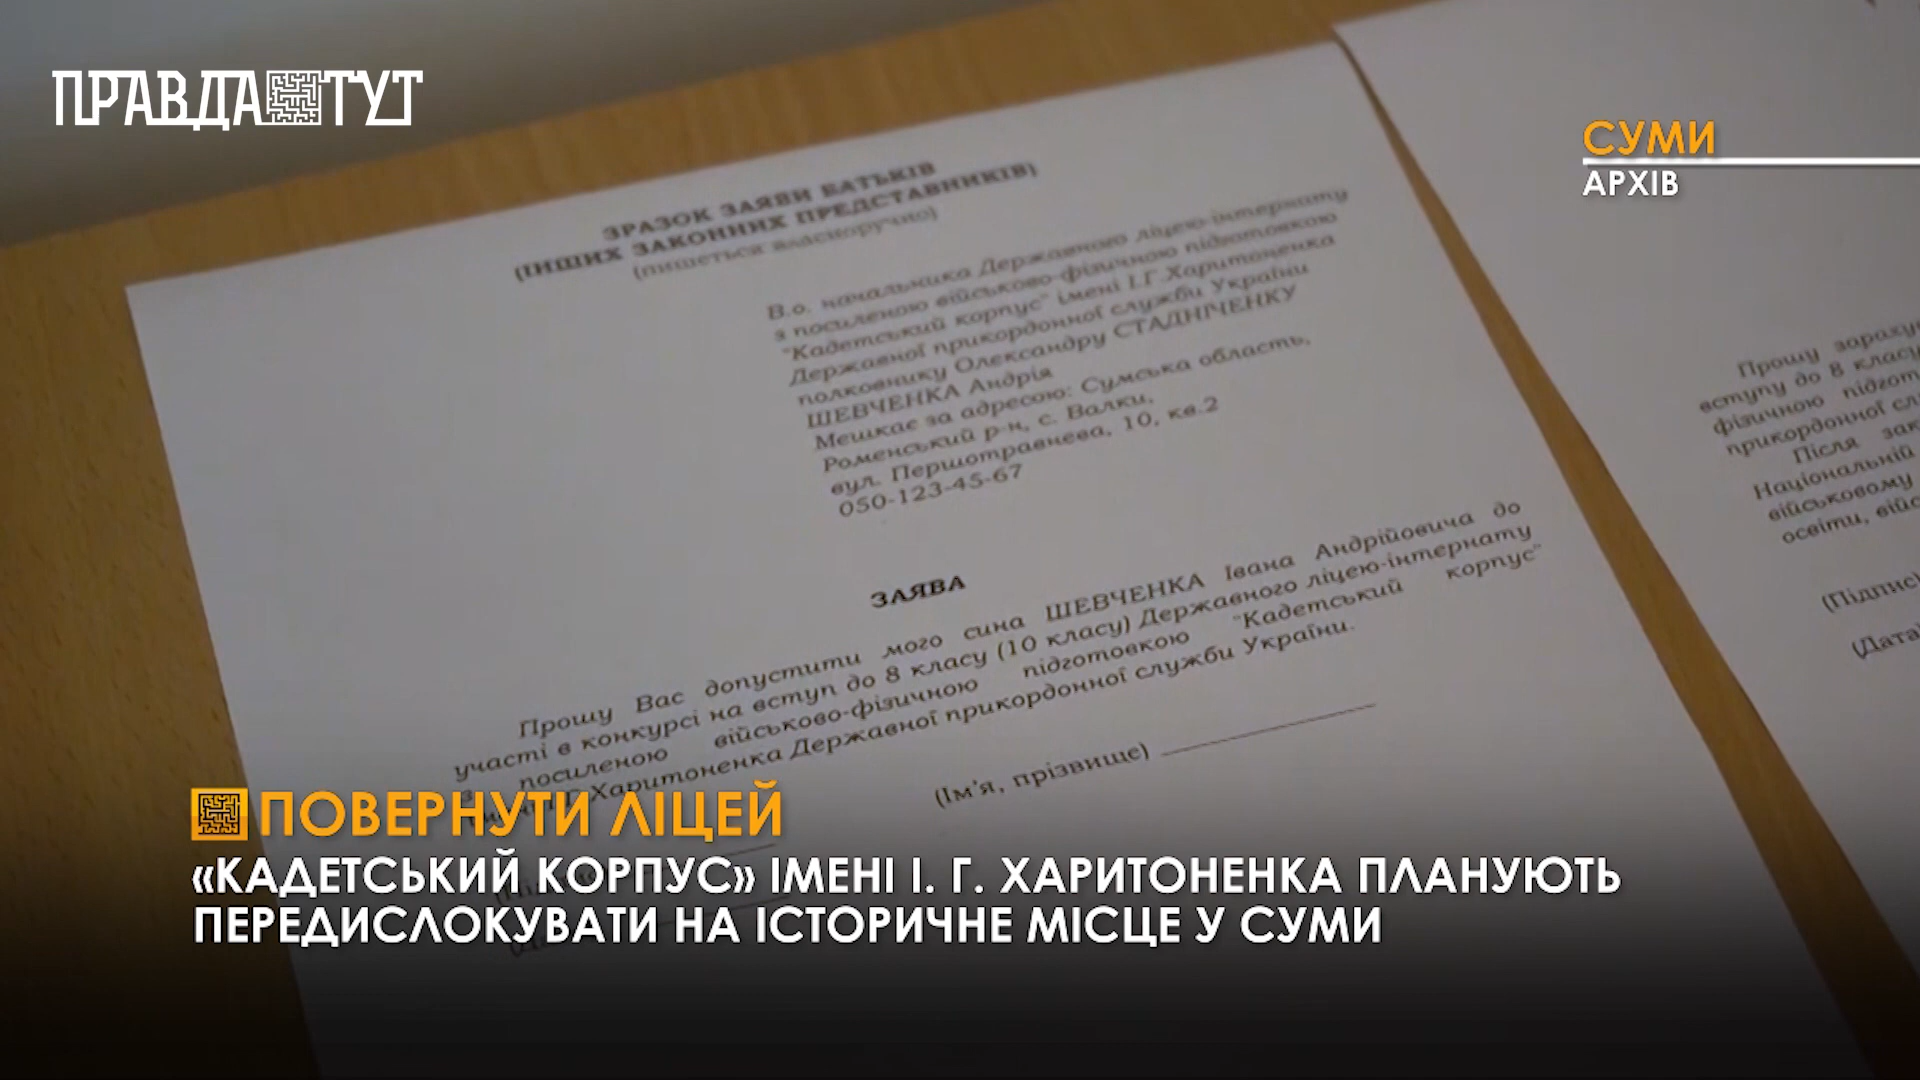 ПРАВДА ТУТ
СУМИ
АРХІВ
ЗРАЗОК ЗАЯВИ БАТЬКІВ
(ІНШИХ ЗАКОННИХ ПРЕДСТАВНИКІВ)
(пишеться власноручно)
В.о. начальника Державного ліцею-інтернату
з посиленою військово-фізичною підготовкою
"Кадетський корпус" імені І.Г.Харитоненка
Державної прикордонної служби України
полковнику Олександру СТАДНІЧЕНКУ
ШЕВЧЕНКА Андрія
Мешкає за адресою: Сумська область,
Роменський р-н, с. Валки,
вул. Першотравнева, 10, кв.2
050-123-45-67
ЗАЯВА
Прошу Вас допустити мого сина ШЕВЧЕНКА Івана Андрійовича до
участі в конкурсі на вступ до 8 класу (10 класу) Державного ліцею-інтернату
з посиленою військово-фізичною підготовкою "Кадетський корпус"
Г.Харитоненка Державної прикордонної служби України.
(Ім'я, прізвище)
Прошу зараху
вступу до 8 класу
фізичною підгот
прикордонної сл
Після зак
Національній
військовому
освіти, війс
(Підпис)
(Дата)
ПОВЕРНУТИ ЛІЦЕЙ
«КАДЕТСЬКИЙ КОРПУС» ІМЕНІ І. Г. ХАРИТОНЕНКА ПЛАНУЮТЬ
ПЕРЕДИСЛОКУВАТИ НА ІСТОРИЧНЕ МІСЦЕ У СУМИ